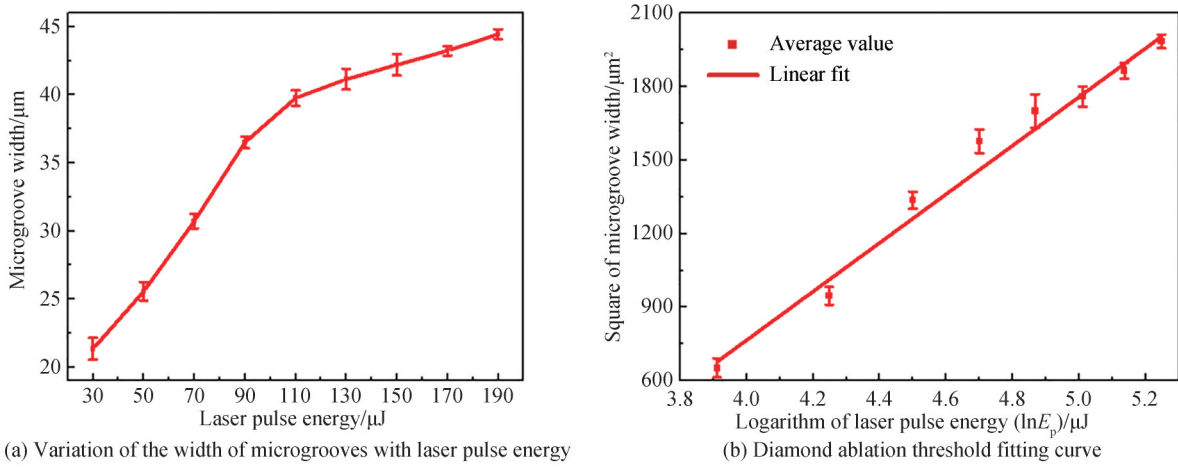 45
40
35
30
25
20
Microgroove width/μm
30 50 70 90 110 130 150 170 190
Laser pulse energy/μJ
(a) Variation of the width of microgrooves with laser pulse energy
2100
1800
1500
1200
900
600
Square of microgroove width/μm²
Average value
Linear fit
3.8 4.0 4.2 4.4 4.6 4.8 5.0 5.2
Logarithm of laser pulse energy (lnEₚ)/μJ
(b) Diamond ablation threshold fitting curve